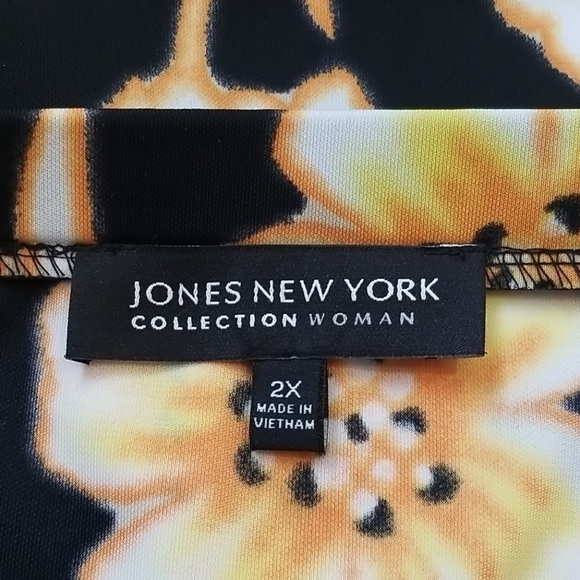 JONES NEW YORK
COLLECTION WOMAN
2X
MADE IN
VIETNAM